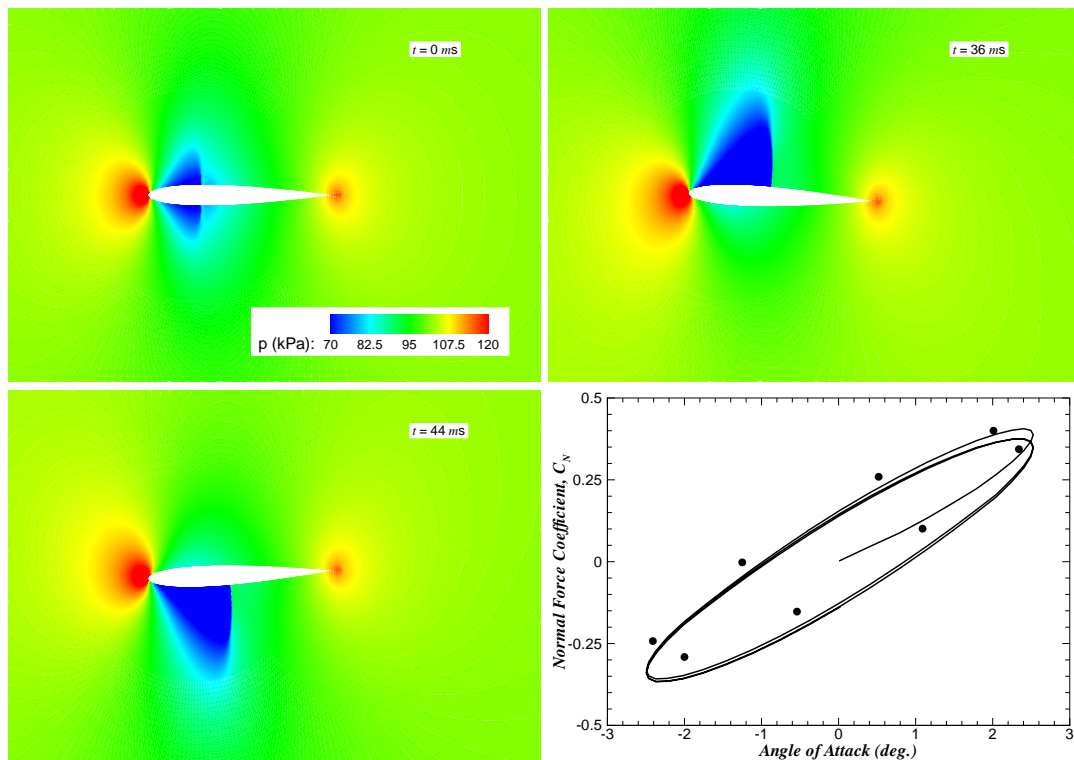 t = 0 ms
p (kPa): 70 82.5 95 107.5 120
t = 36 ms
t = 44 ms
Normal Force Coefficient, C_N
0.5
0.25
0
-0.25
-0.5
-3 -2 -1 0 1 2 3
Angle of Attack (deg.)